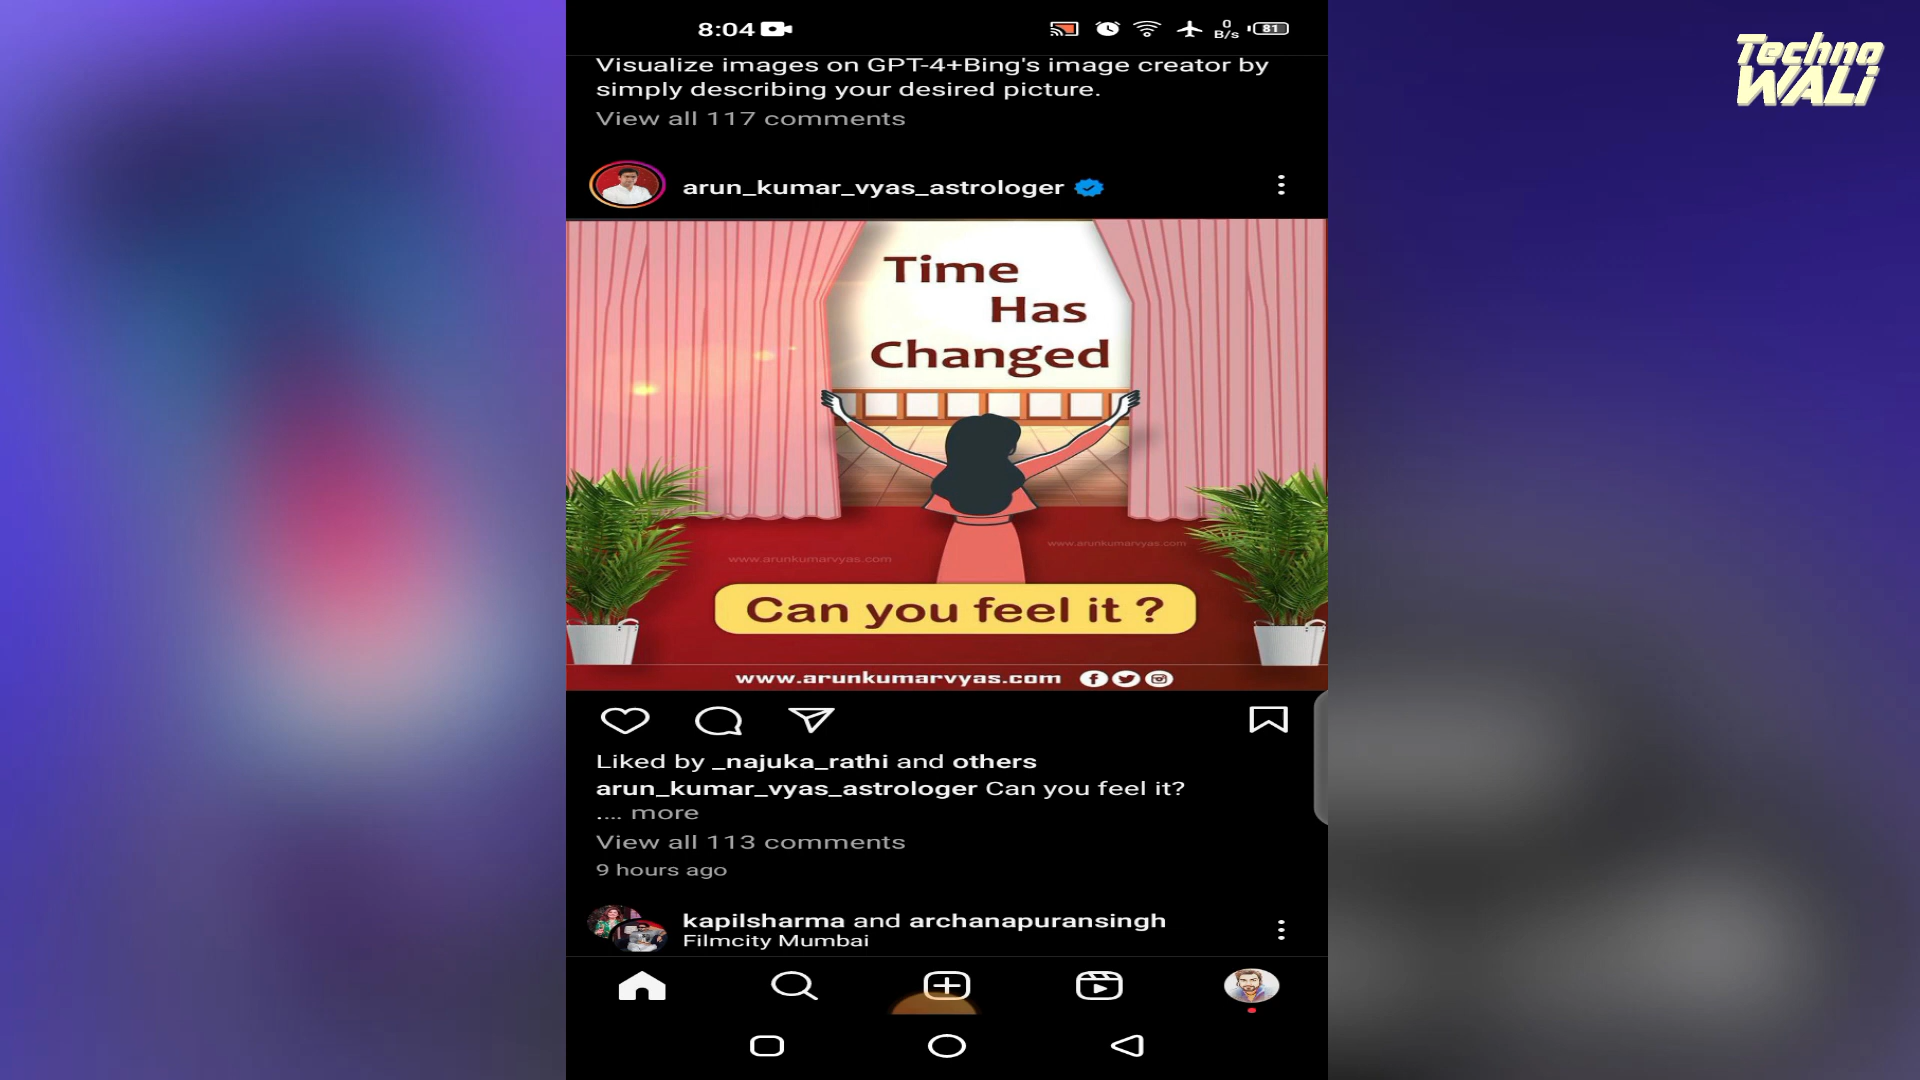 8:04
0
B/s
81
Techno
WALi
Visualize images on GPT-4+Bing's image creator by
simply describing your desired picture.
View all 117 comments
arun_kumar_vyas_astrologer
Time
Has
Changed
www.arunkumarvyas.com
www.arunkumarvyas.com
Can you feel it ?
www.arunkumarvyas.com
Liked by _najuka_rathi and others
arun_kumar_vyas_astrologer Can you feel it?
.... more
View all 113 comments
9 hours ago
kapilsharma and archanapuransingh
Filmcity Mumbai